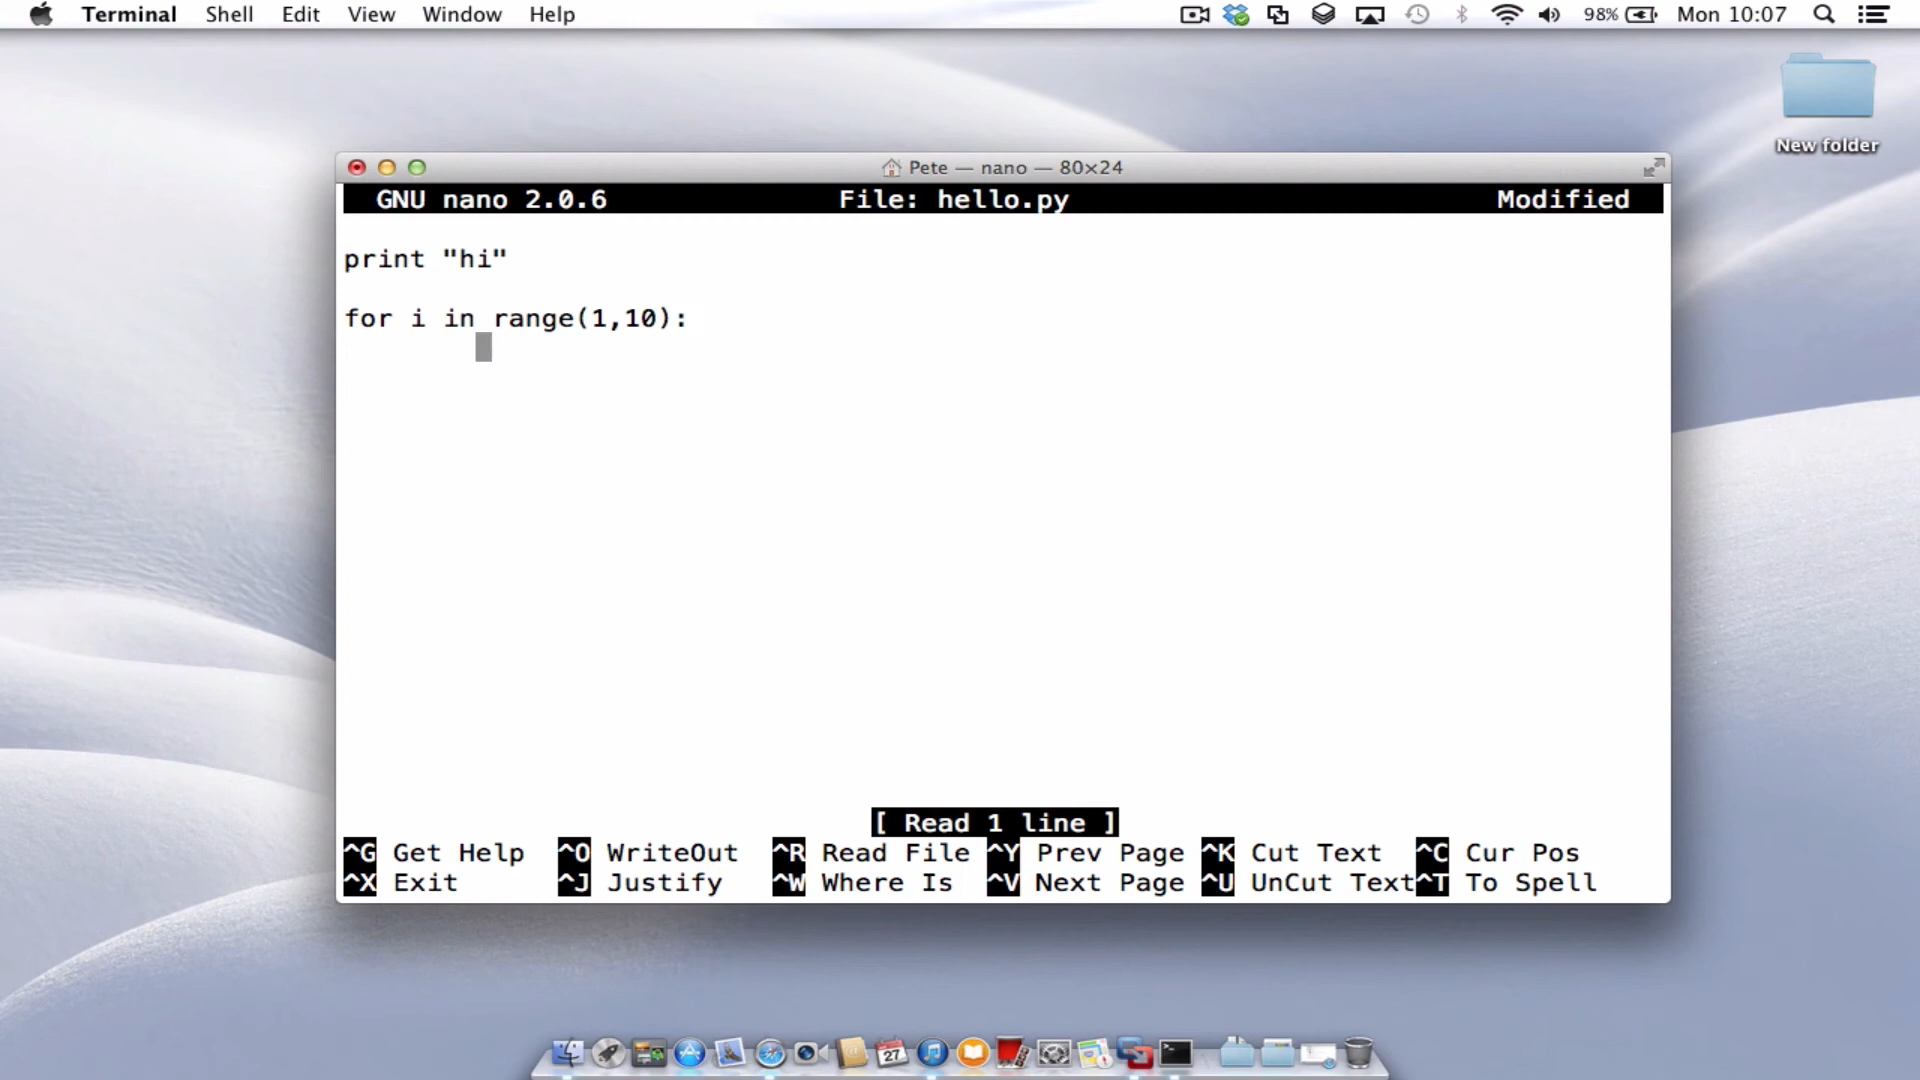 Terminal Shell Edit View Window Help 98% Mon 10:07
New folder
Pete — nano — 80×24
GNU nano 2.0.6 File: hello.py Modified
print "hi"
for i in range(1,10):
[ Read 1 line ]
^G Get Help ^O WriteOut ^R Read File ^Y Prev Page ^K Cut Text ^C Cur Pos
^X Exit ^J Justify ^W Where Is ^V Next Page ^U UnCut Text ^T To Spell
27